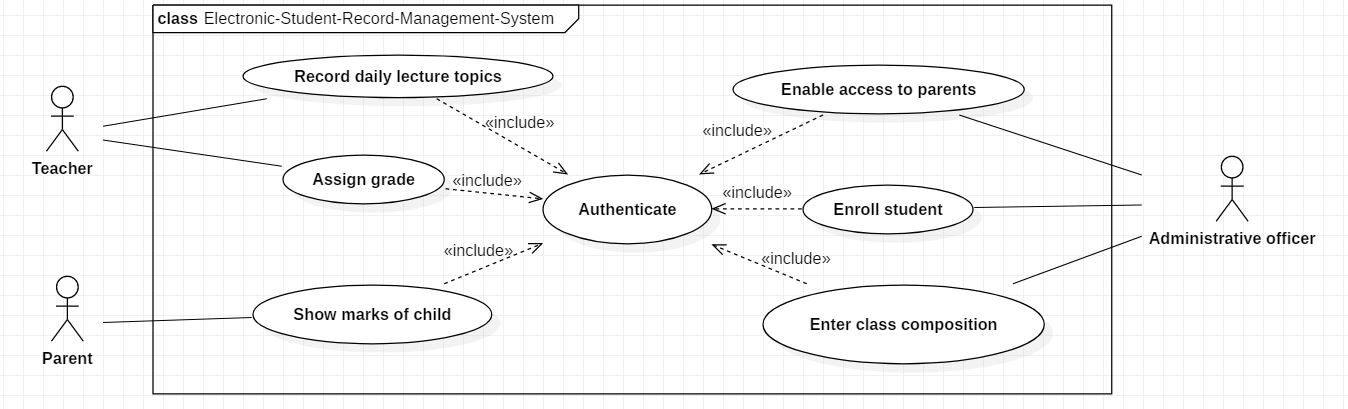 class Electronic-Student-Record-Management-System
Record daily lecture topics
Enable access to parents
«include»
«include»
Teacher
Assign grade
«include»
«include»
Authenticate
Enroll student
Administrative officer
«include»
«include»
Show marks of child
Enter class composition
Parent